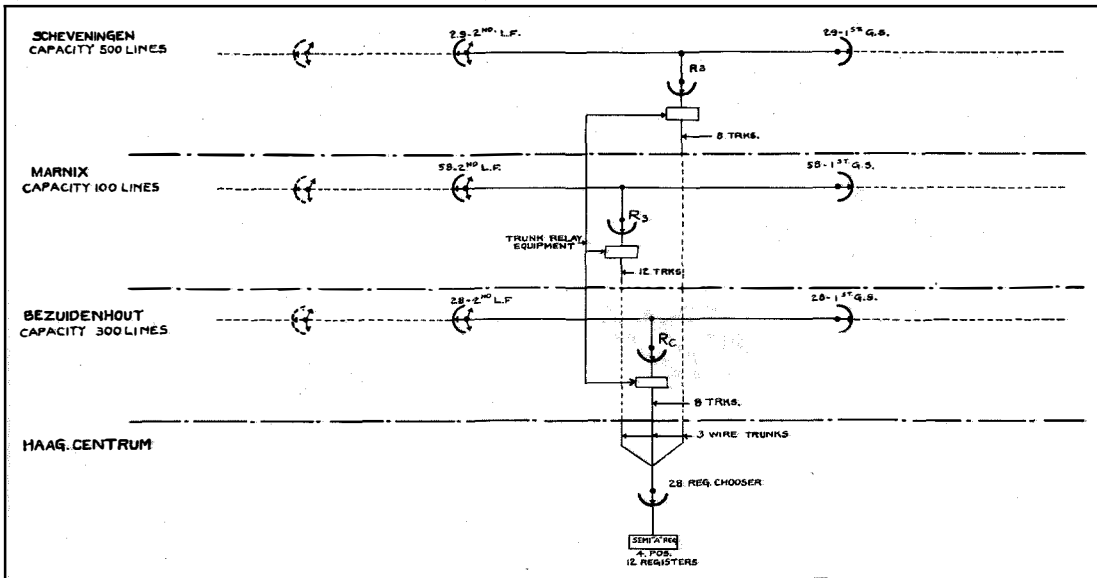 SCHEVENINGEN
CAPACITY 500 LINES
29-2ND. L.F.
29-1ST G.S.
R3
8 TRKS.
MARNIX
CAPACITY 100 LINES
58-2ND L.F.
58-1ST. G.S.
R3
TRUNK RELAY
EQUIPMENT
12 TRKS
BEZUIDENHOUT
CAPACITY 300 LINES
28-2ND L.F
28-1ST. G.S.
RC
8 TRKS.
HAAG. CENTRUM
3 WIRE TRUNKS
28 REG. CHOOSER
SEMI "A" REG
4. POS.
12 REGISTERS